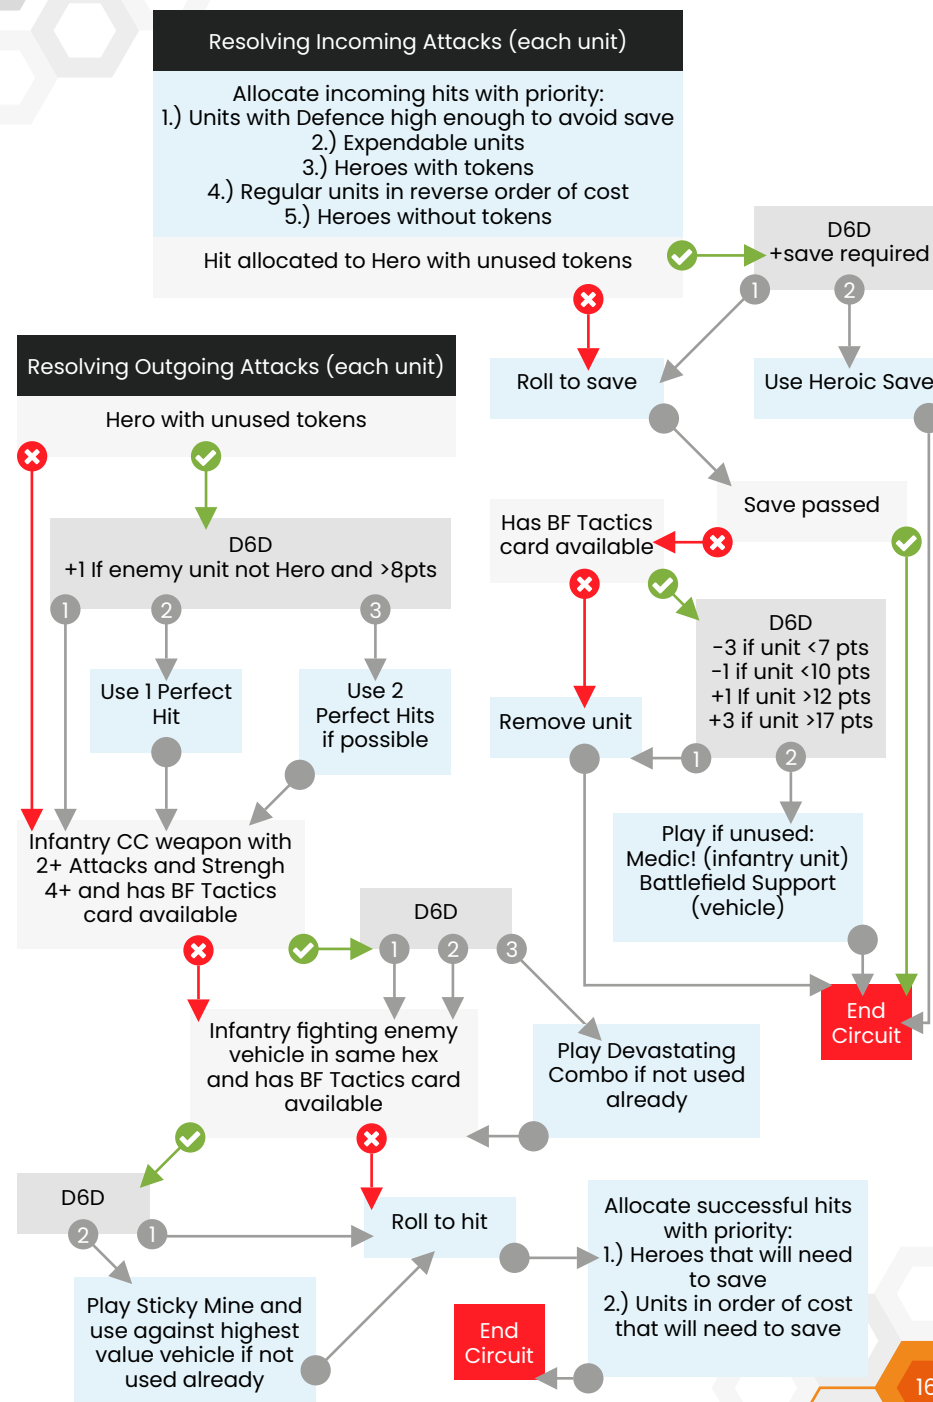 Resolving Incoming Attacks (each unit)
Allocate incoming hits with priority:
1.) Units with Defence high enough to avoid save
2.) Expendable units
3.) Heroes with tokens
4.) Regular units in reverse order of cost
5.) Heroes without tokens
Hit allocated to Hero with unused tokens
D6D
+save required
1
2
Roll to save
Use Heroic Save
Save passed
Has BF Tactics
card available
D6D
-3 if unit <7 pts
-1 if unit <10 pts
+1 If unit >12 pts
+3 if unit >17 pts
1
2
Remove unit
Play if unused:
Medic! (infantry unit)
Battlefield Support
(vehicle)
End
Circuit
Resolving Outgoing Attacks (each unit)
Hero with unused tokens
D6D
+1 If enemy unit not Hero and >8pts
1
2
3
Use 1 Perfect
Hit
Use 2
Perfect Hits
if possible
Infantry CC weapon with
2+ Attacks and Strengh
4+ and has BF Tactics
card available
D6D
1
2
3
Infantry fighting enemy
vehicle in same hex
and has BF Tactics card
available
Play Devastating
Combo if not used
already
D6D
2
1
Roll to hit
Play Sticky Mine and
use against highest
value vehicle if not
used already
Allocate successful hits
with priority:
1.) Heroes that will need
to save
2.) Units in order of cost
that will need to save
End
Circuit
16